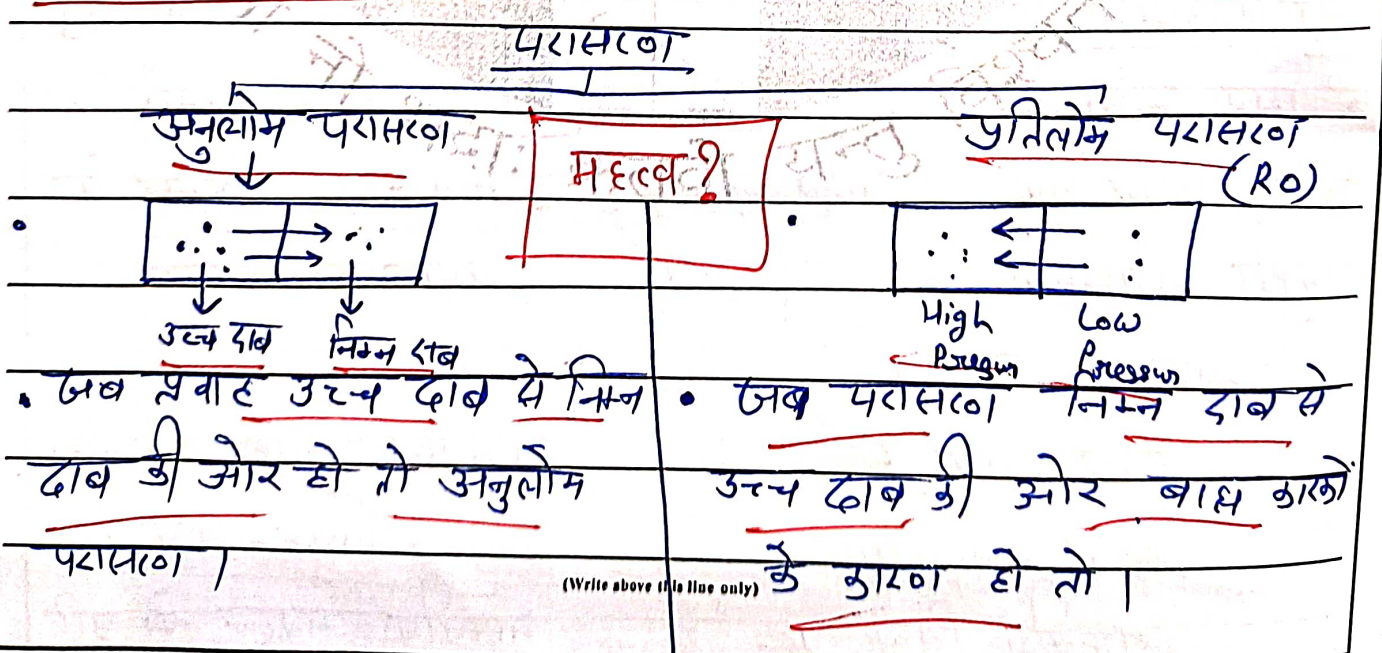 परासरण
अनुलोम परासरण
महत्व?
प्रतिलोम परासरण
(RO)
उच्च दाब निम्न दाब
High Low
Pressure
जब प्रवाह उच्च दाब से निम्न
दाब की ओर हो तो अनुलोम
परासरण।
• जब परासरण निम्न दाब से
उच्च दाब की ओर बाह्य कारकों
के कारण हो तो।
(Write above this line only)